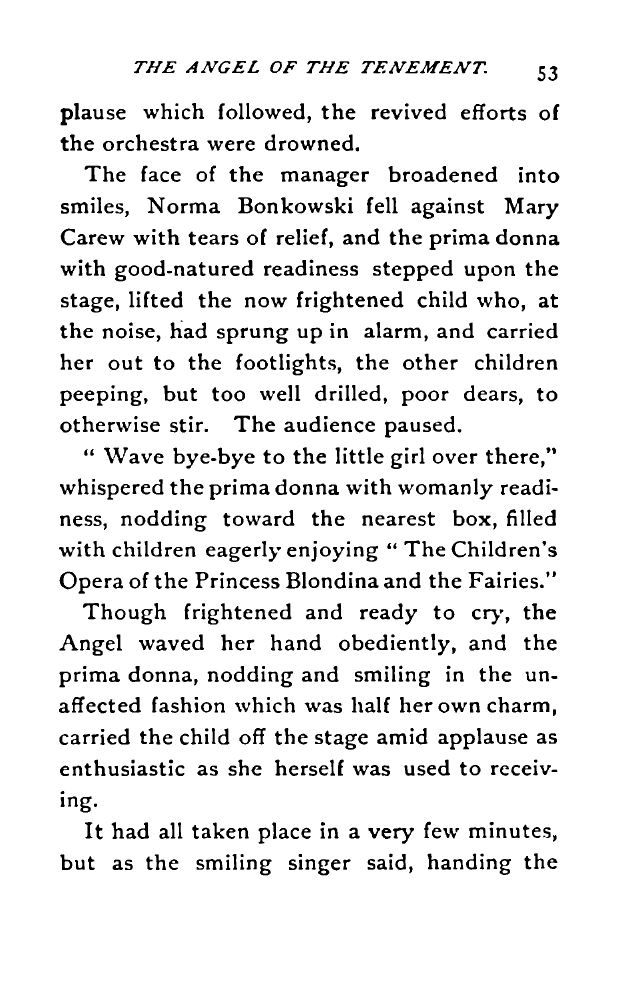 THE ANGEL OF THE TENEMENT. 53
plause which followed, the revived efforts of
the orchestra were drowned.
The face of the manager broadened into
smiles, Norma Bonkowski fell against Mary
Carew with tears of relief, and the prima donna
with good-natured readiness stepped upon the
stage, lifted the now frightened child who, at
the noise, had sprung up in alarm, and carried
her out to the footlights, the other children
peeping, but too well drilled, poor dears, to
otherwise stir. The audience paused.
" Wave bye-bye to the little girl over there,"
whispered the prima donna with womanly readi-
ness, nodding toward the nearest box, filled
with children eagerly enjoying " The Children's
Opera of the Princess Blondina and the Fairies."
Though frightened and ready to cry, the
Angel waved her hand obediently, and the
prima donna, nodding and smiling in the un-
affected fashion which was half her own charm,
carried the child off the stage amid applause as
enthusiastic as she herself was used to receiv-
ing.
It had all taken place in a very few minutes,
but as the smiling singer said, handing the